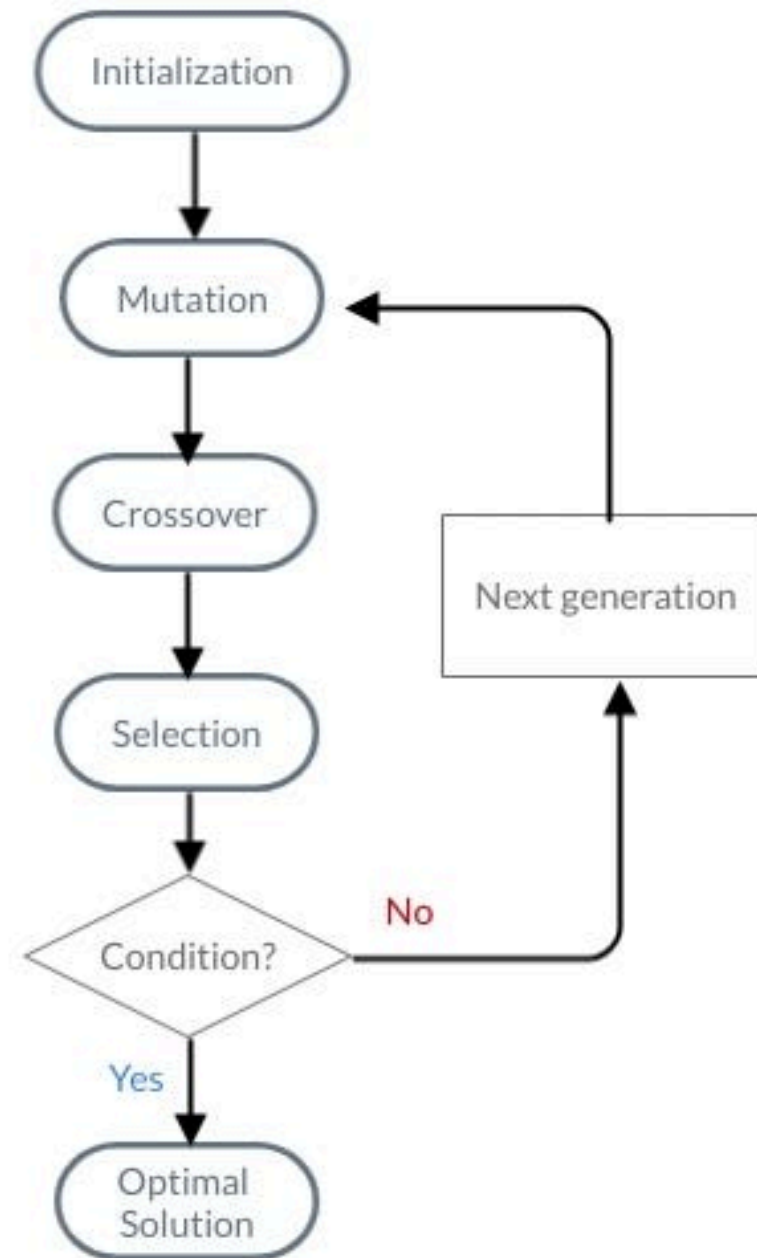 Initialization
Mutation
Crossover
Next generation
Selection
No
Condition?
Yes
Optimal
Solution